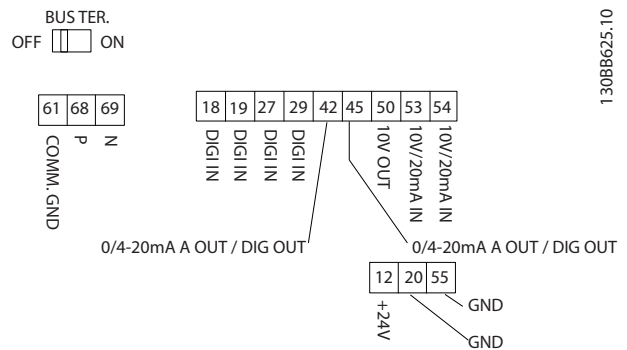 BUS TER.
OFF ON
130BB625.10
61 68 69
18 19 27 29 42 45 50 53 54
COMM. GND
P
N
DIGI IN
DIGI IN
DIGI IN
DIGI IN
10V OUT
10V/20mA IN
10V/20mA IN
0/4-20mA A OUT / DIG OUT
0/4-20mA A OUT / DIG OUT
12 20 55
+24V
GND
GND